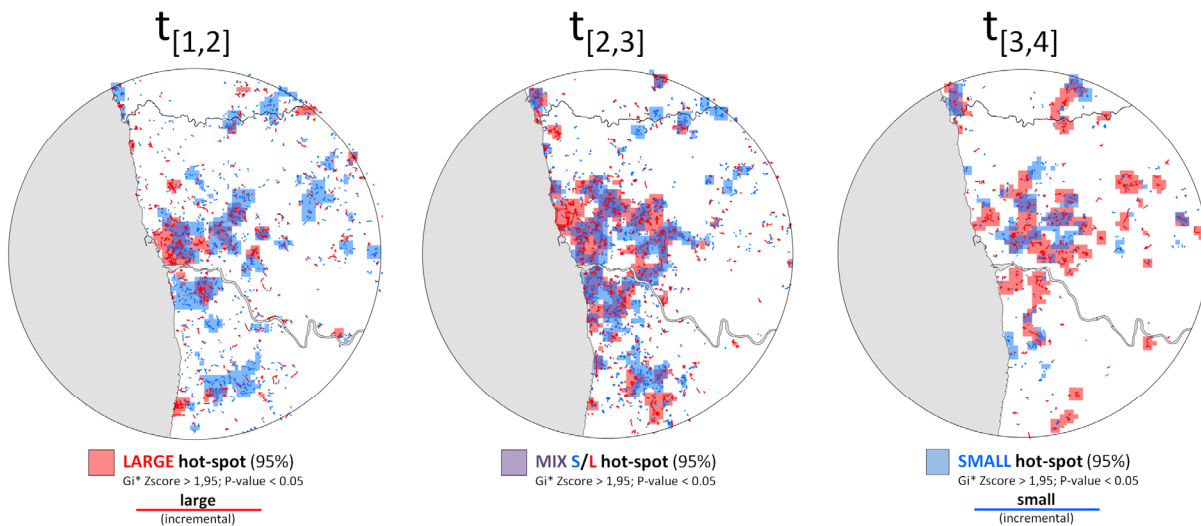 t[1,2]
t[2,3]
t[3,4]
LARGE hot-spot (95%)
Gi* Zscore > 1,95; P-value < 0.05
large
(incremental)
MIX S/L hot-spot (95%)
Gi* Zscore > 1,95; P-value < 0.05
SMALL hot-spot (95%)
Gi* Zscore > 1,95; P-value < 0.05
small
(incremental)